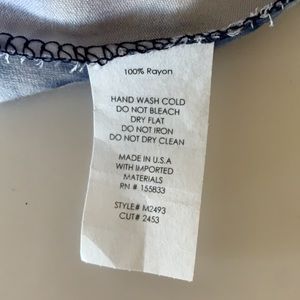 100% Rayon
HAND WASH COLD
DO NOT BLEACH
DRY FLAT
DO NOT IRON
DO NOT DRY CLEAN
MADE IN U.S.A
WITH IMPORTED
MATERIALS
RN # 155833
STYLE# M2493
CUT# 2453